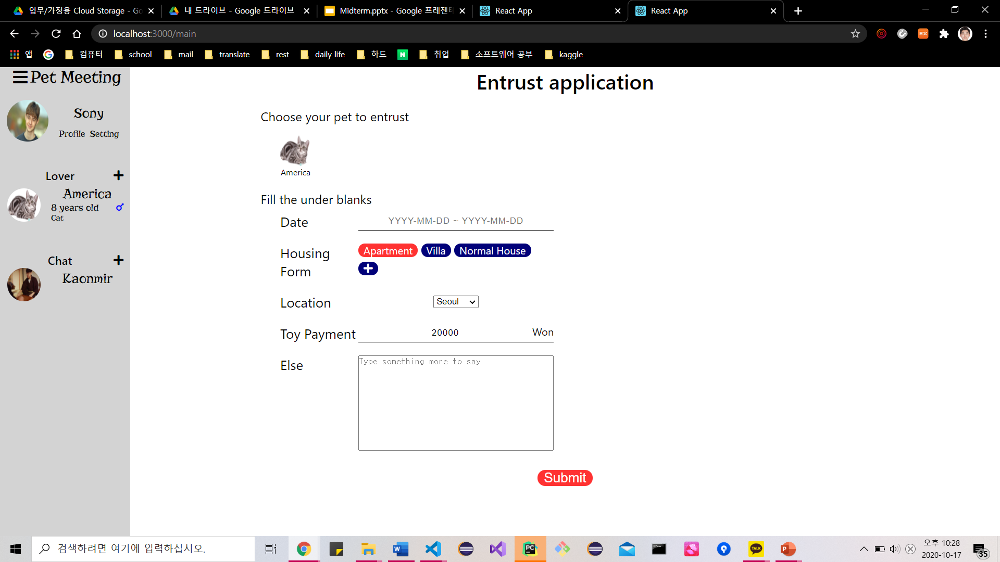 업무/가정용 Cloud Storage - Go
내 드라이브 - Google 드라이브
Midterm.pptx - Google 프레젠테
React App
React App
localhost:3000/main
앱
컴퓨터
school
mail
translate
rest
daily life
하드
N
취업
소프트웨어 공부
kaggle
EX
Pet Meeting
Sony
Profile Setting
Lover
America
8 years old
Cat
Chat
Kaonmir
Entrust application
Choose your pet to entrust
America
Fill the under blanks
Date YYYY-MM-DD ~ YYYY-MM-DD
Housing Form
Apartment Villa Normal House
Location Seoul
Toy Payment 20000 Won
Else Type something more to say
Submit
검색하려면 여기에 입력하십시오.
W
PC
TALK
P
오후 10:28
2020-10-17
35